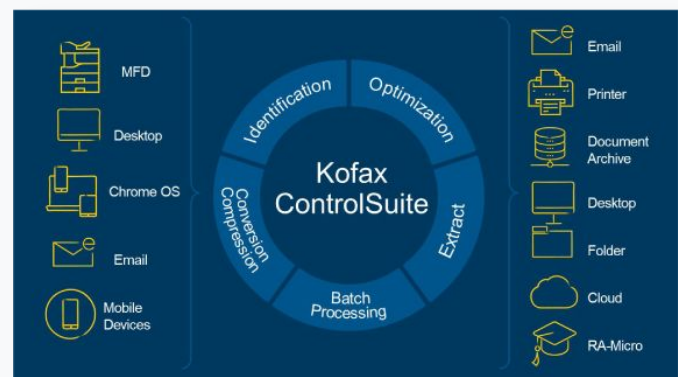 MFD
Desktop
Chrome OS
Email
Mobile
Devices
Identification
Optimization
Kofax
ControlSuite
Conversion
Compression
Extract
Batch
Processing
Email
Printer
Document
Archive
Desktop
Folder
Cloud
RA-Micro